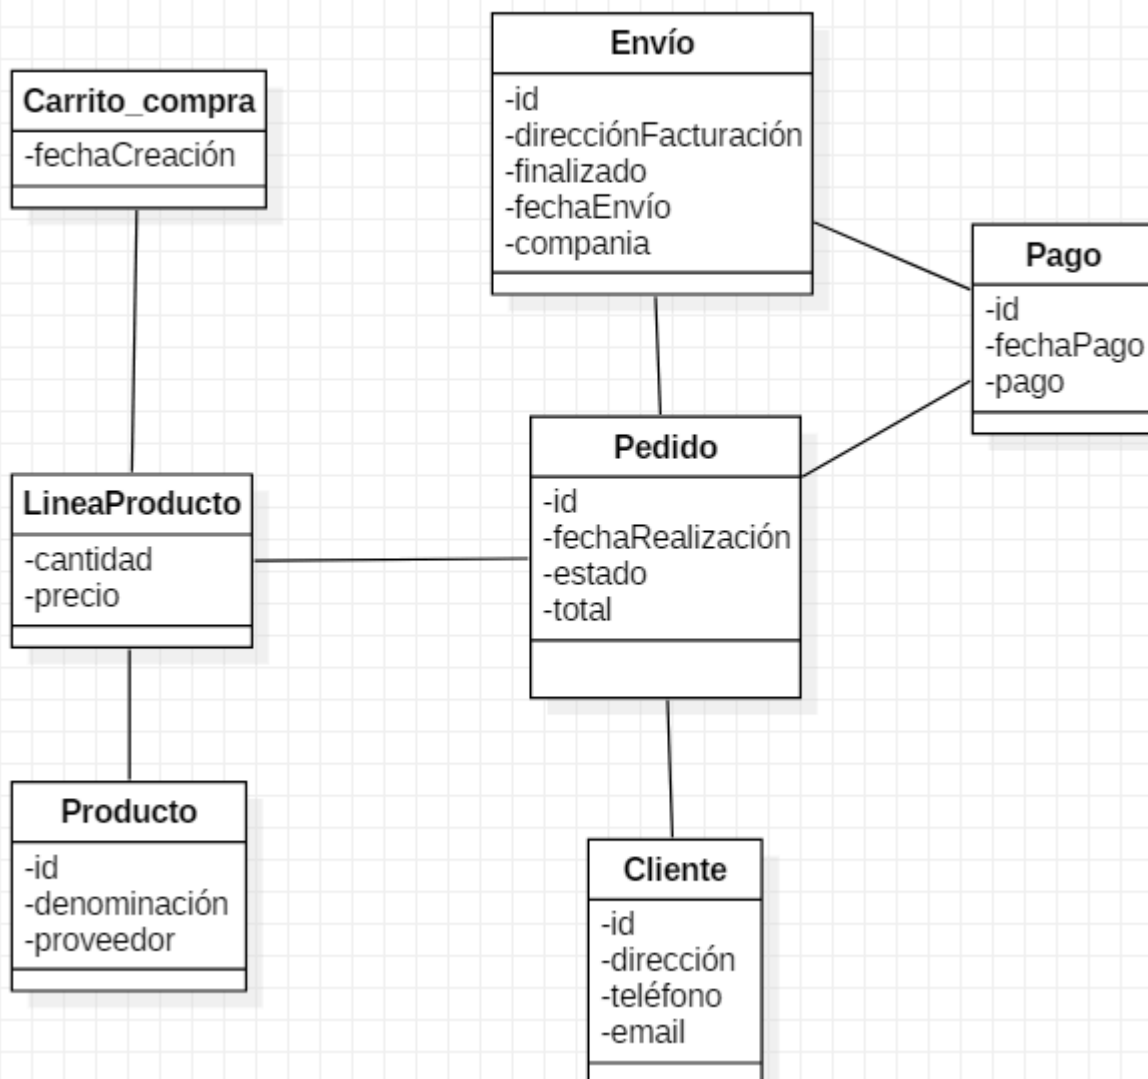 Envío
-id
-direcciónFacturación
-finalizado
-fechaEnvío
-compania
Carrito_compra
-fechaCreación
Pago
-id
-fechaPago
-pago
Pedido
-id
-fechaRealización
-estado
-total
LineaProducto
-cantidad
-precio
Producto
-id
-denominación
-proveedor
Cliente
-id
-dirección
-teléfono
-email